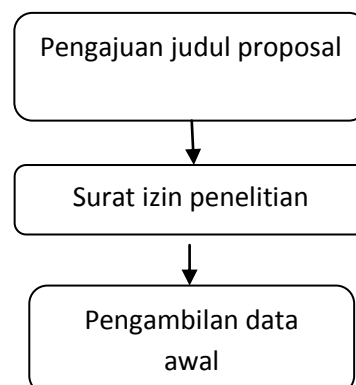 Pengajuan judul proposal
Surat izin penelitian
Pengambilan data
awal